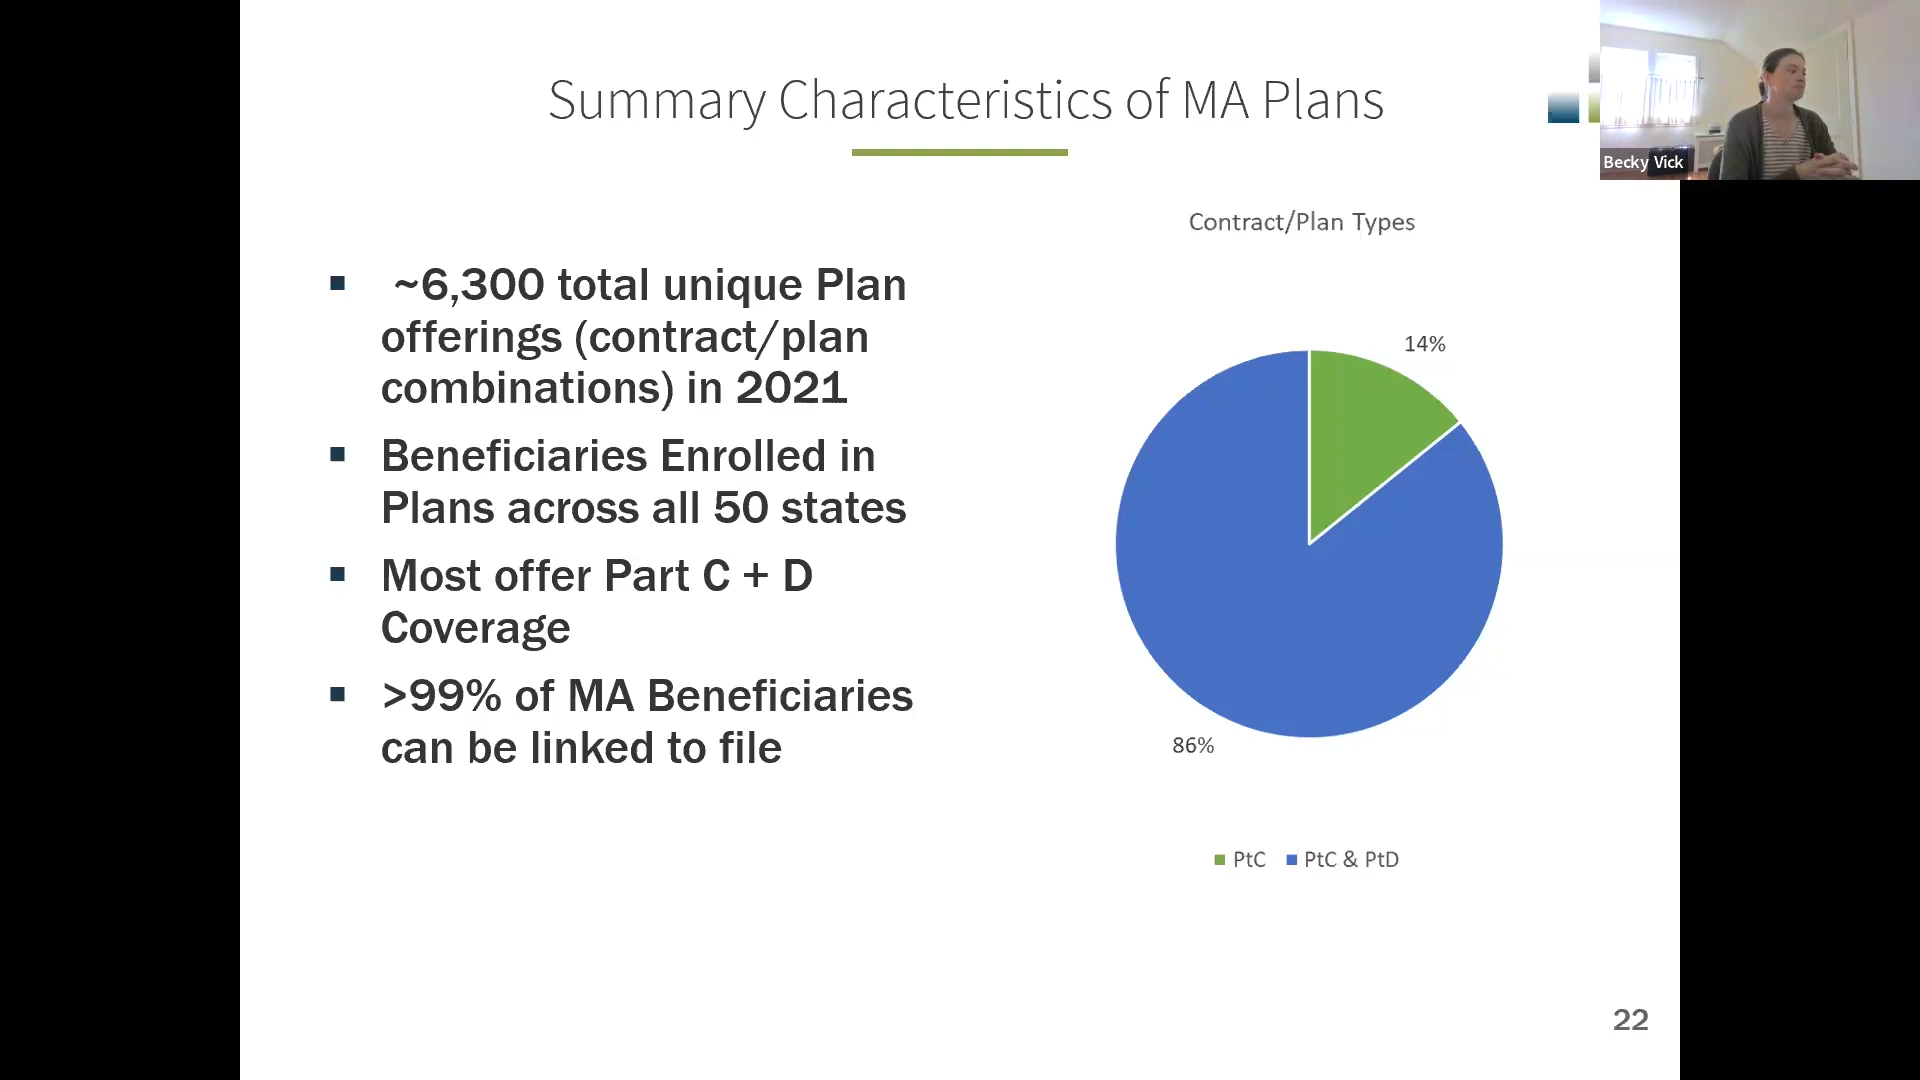 Summary Characteristics of MA Plans
Becky Vick
▪ ~6,300 total unique Plan
offerings (contract/plan
combinations) in 2021
▪ Beneficiaries Enrolled in
Plans across all 50 states
▪ Most offer Part C + D
Coverage
▪ >99% of MA Beneficiaries
can be linked to file
Contract/Plan Types
14%
86%
PtC PtC & PtD
22